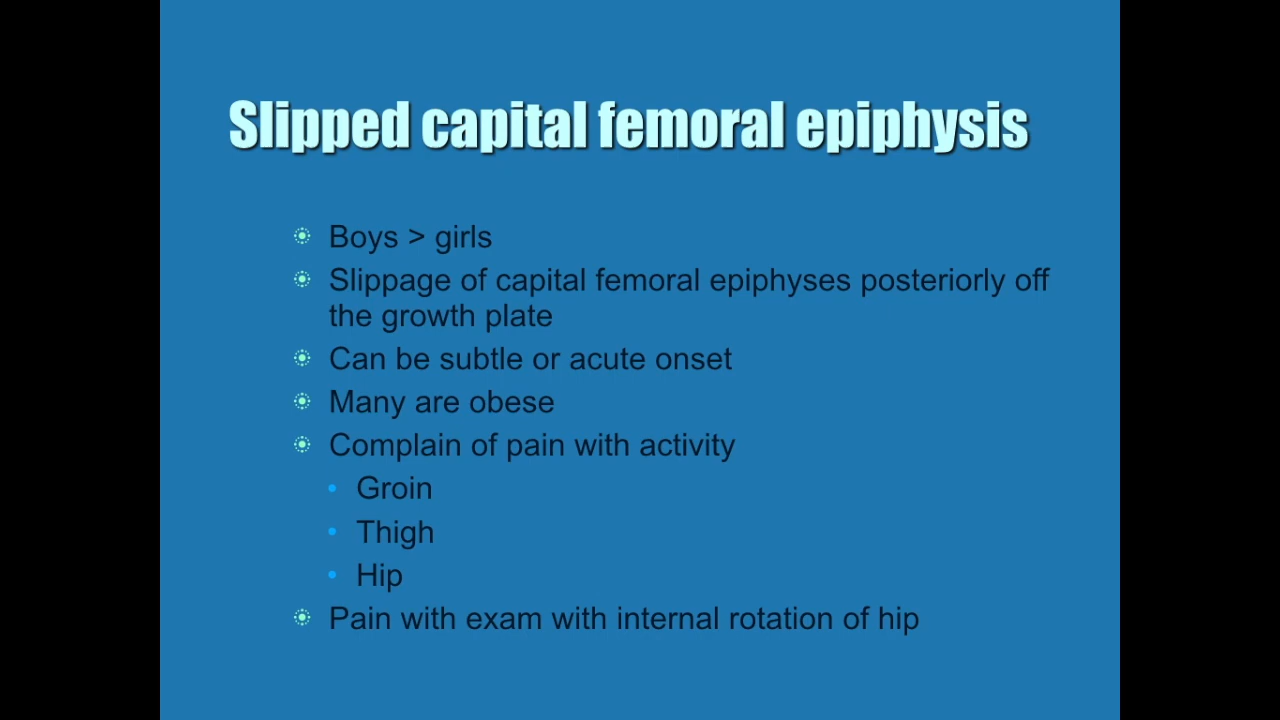 Slipped capital femoral epiphysis
Boys > girls
Slippage of capital femoral epiphyses posteriorly off
the growth plate
Can be subtle or acute onset
Many are obese
Complain of pain with activity
Groin
Thigh
Hip
Pain with exam with internal rotation of hip